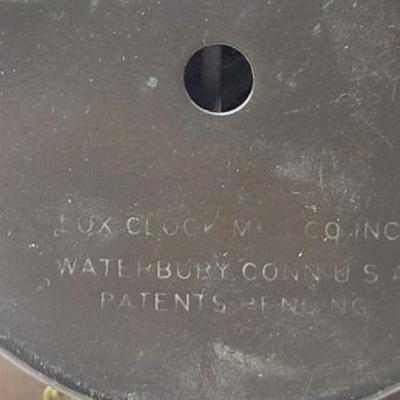 LUX CLOCK MFG CO INC
WATERBURY CONN U S A
PATENTS PENDING